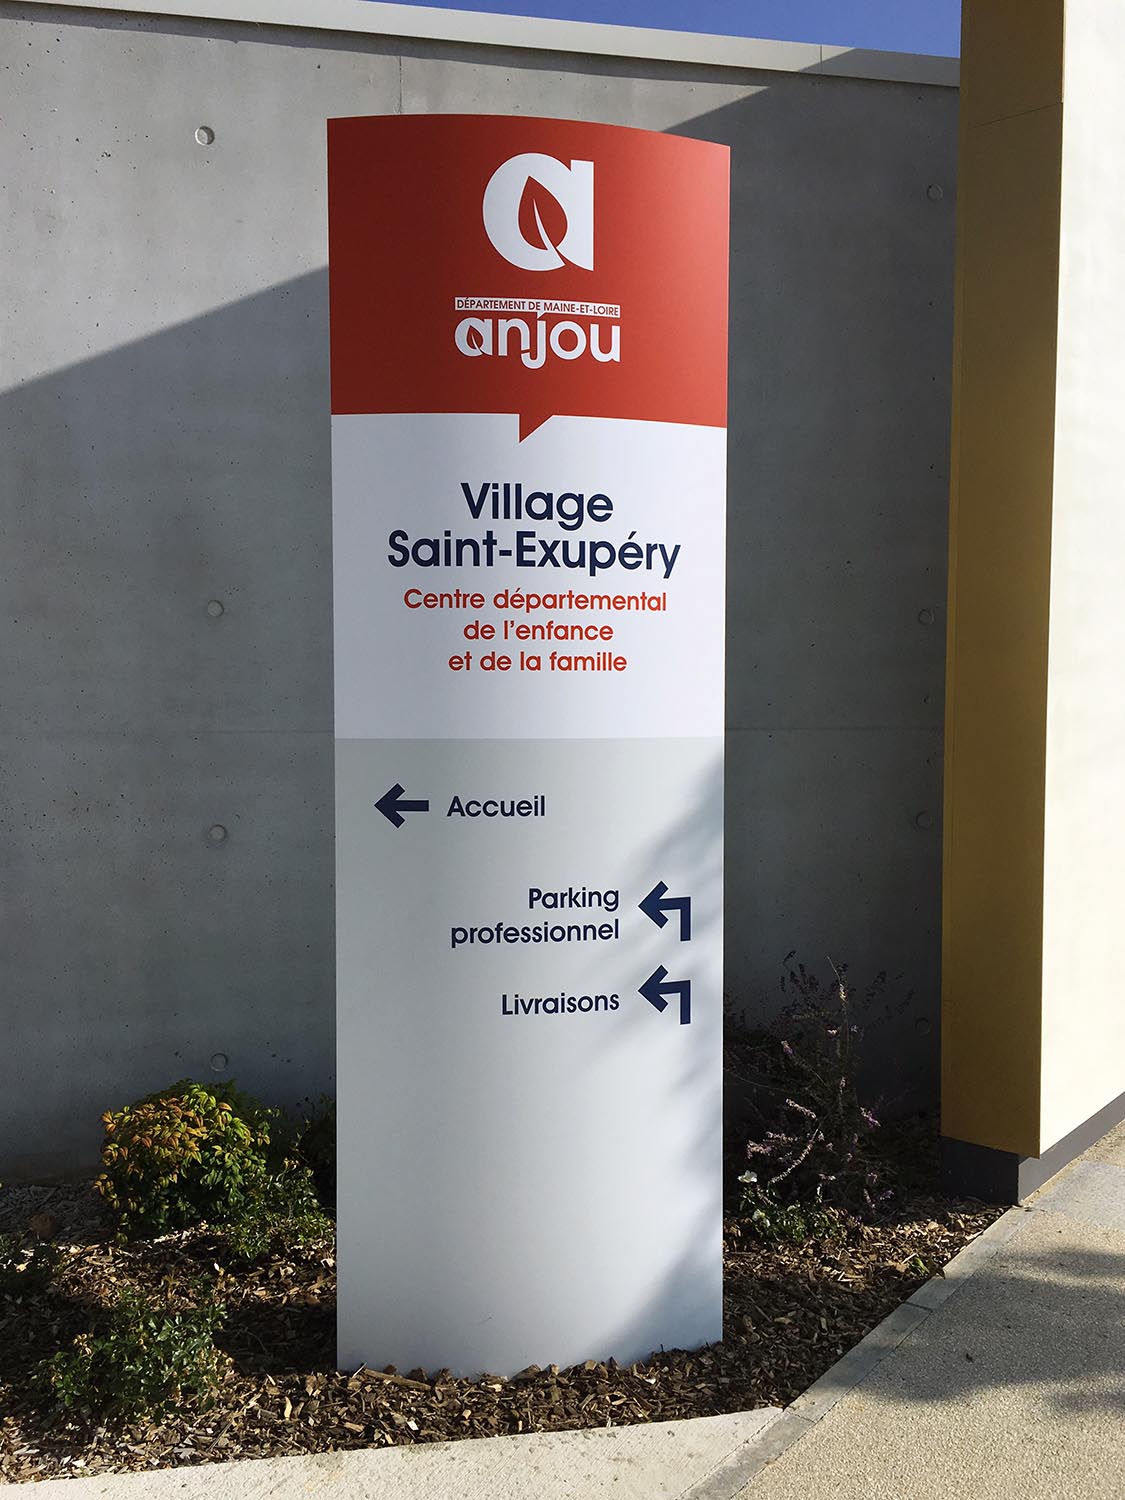 a
DÉPARTEMENT DE MAINE-ET-LOIRE
anjou
Village
Saint-Exupéry
Centre départemental
de l'enfance
et de la famille
Accueil
Parking
professionnel
Livraisons